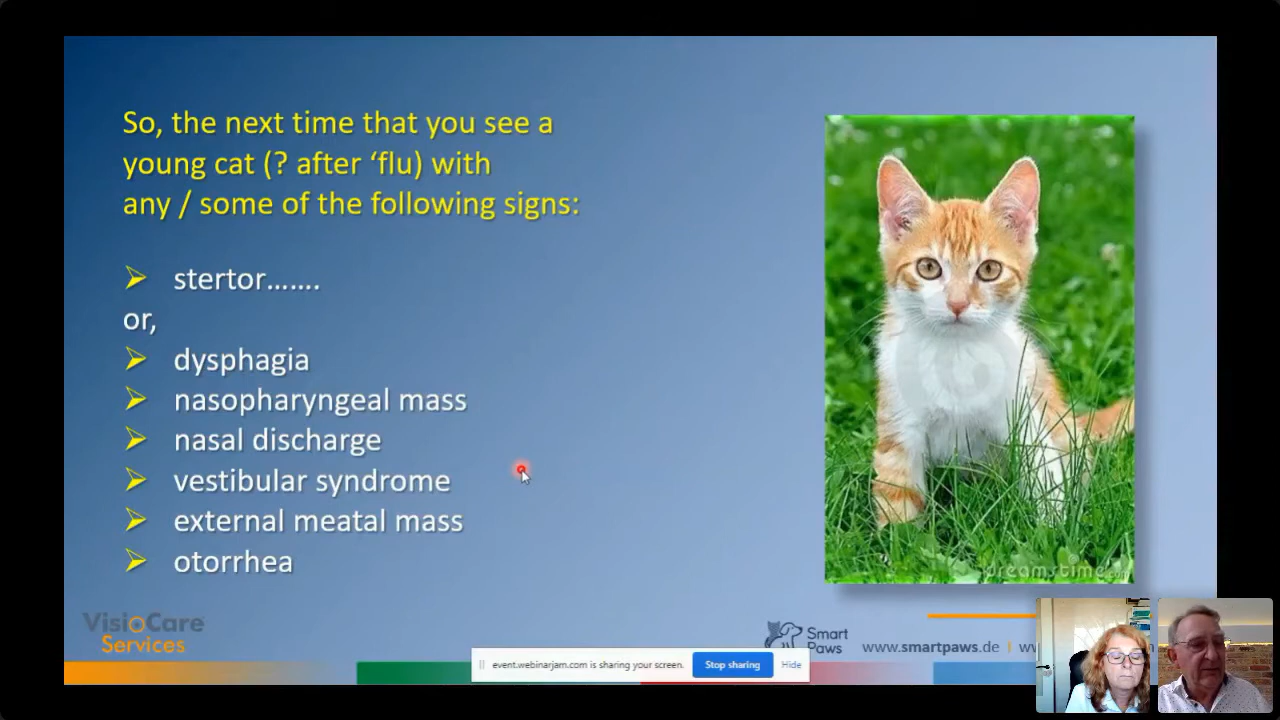 So, the next time that you see a
young cat (? after ‘flu) with
any / some of the following signs:
stertor…….
or,
dysphagia
nasopharyngeal mass
nasal discharge
vestibular syndrome
external meatal mass
otorrhea
dreamstime.com
VisioCare
Services
Smart
Paws
www.smartpaws.de
event.webinarjam.com is sharing your screen.
Stop sharing
Hide